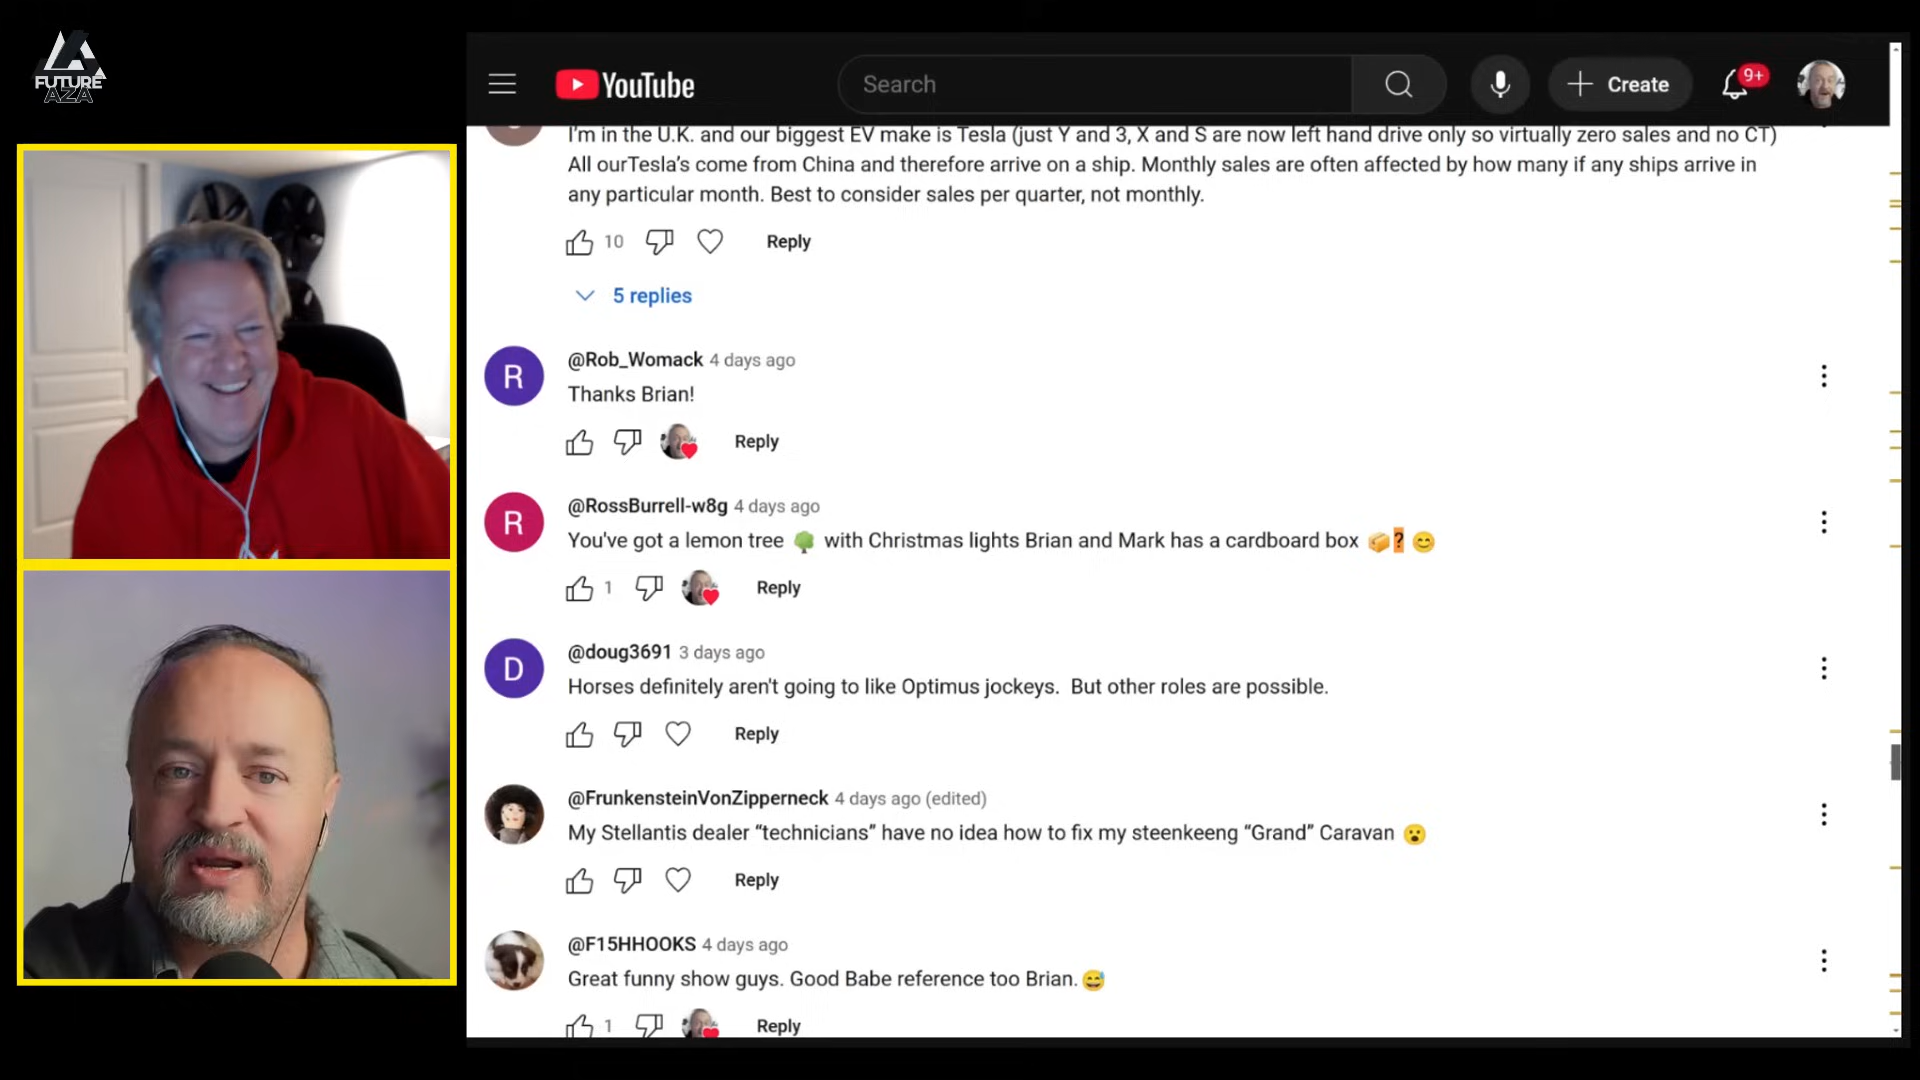 FUTURE
AZA
YouTube
Search
Create
9+
I'm in the U.K. and our biggest EV make is Tesla (just Y and 3, X and S are now left hand drive only so virtually zero sales and no CT)
All ourTesla's come from China and therefore arrive on a ship. Monthly sales are often affected by how many if any ships arrive in
any particular month. Best to consider sales per quarter, not monthly.
10 Reply
5 replies
R
@Rob_Womack 4 days ago
Thanks Brian!
Reply
R
@RossBurrell-w8g 4 days ago
You've got a lemon tree 🌳 with Christmas lights Brian and Mark has a cardboard box 📦❓😊
1 Reply
D
@doug3691 3 days ago
Horses definitely aren't going to like Optimus jockeys.  But other roles are possible.
Reply
@FrunkensteinVonZipperneck 4 days ago (edited)
My Stellantis dealer “technicians” have no idea how to fix my steenkeeng “Grand” Caravan 😮
Reply
@F15HHOOKS 4 days ago
Great funny show guys. Good Babe reference too Brian.😅
1 Reply